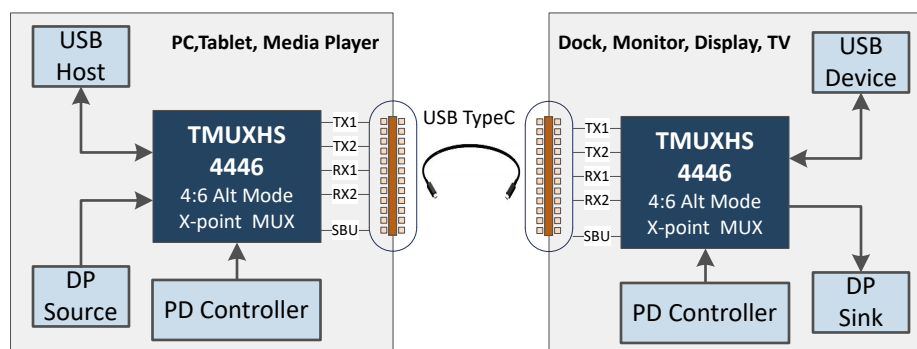 PC,Tablet, Media Player
USB
Host
TMUXHS
4446
4:6 Alt Mode
X-point MUX
TX1
TX2
RX1
RX2
SBU
DP
Source
PD Controller
USB TypeC
Dock, Monitor, Display, TV
TX1
TX2
RX1
RX2
SBU
TMUXHS
4446
4:6 Alt Mode
X-point MUX
USB
Device
PD Controller
DP
Sink